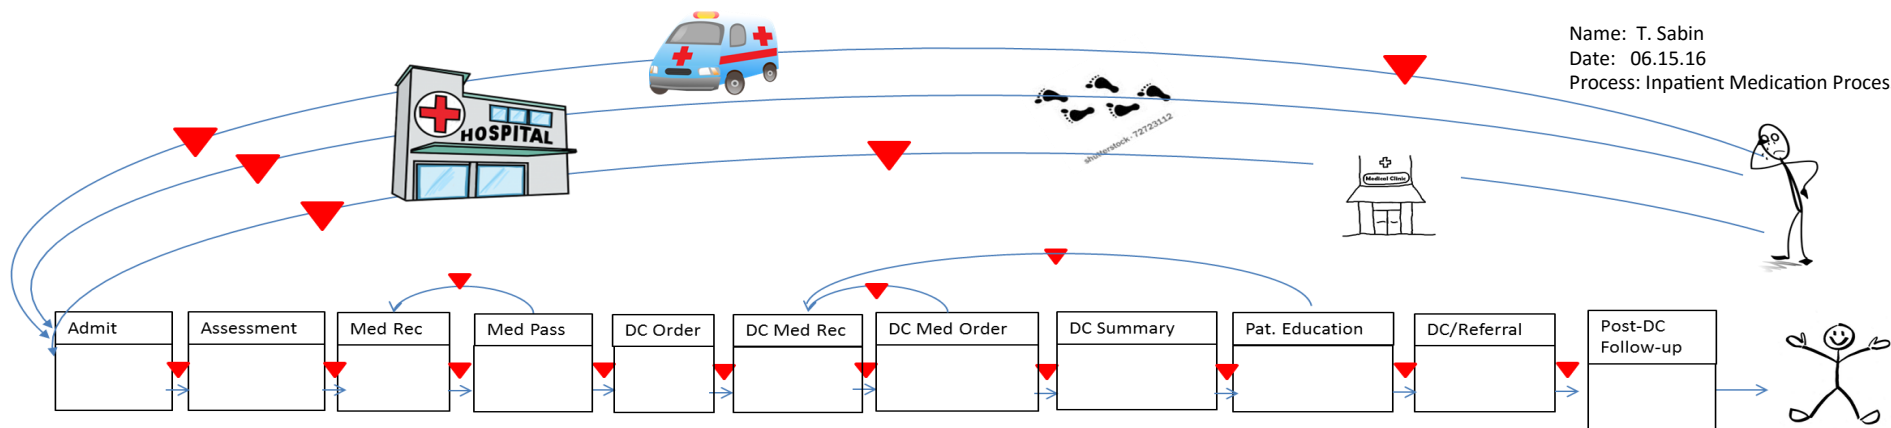 Name: T. Sabin
Date: 06.15.16
Process: Inpatient Medication Proces
HOSPITAL
shutterstock · 72723112
Medical Clinic
Admit
Assessment
Med Rec
Med Pass
DC Order
DC Med Rec
DC Med Order
DC Summary
Pat. Education
DC/Referral
Post-DC
Follow-up